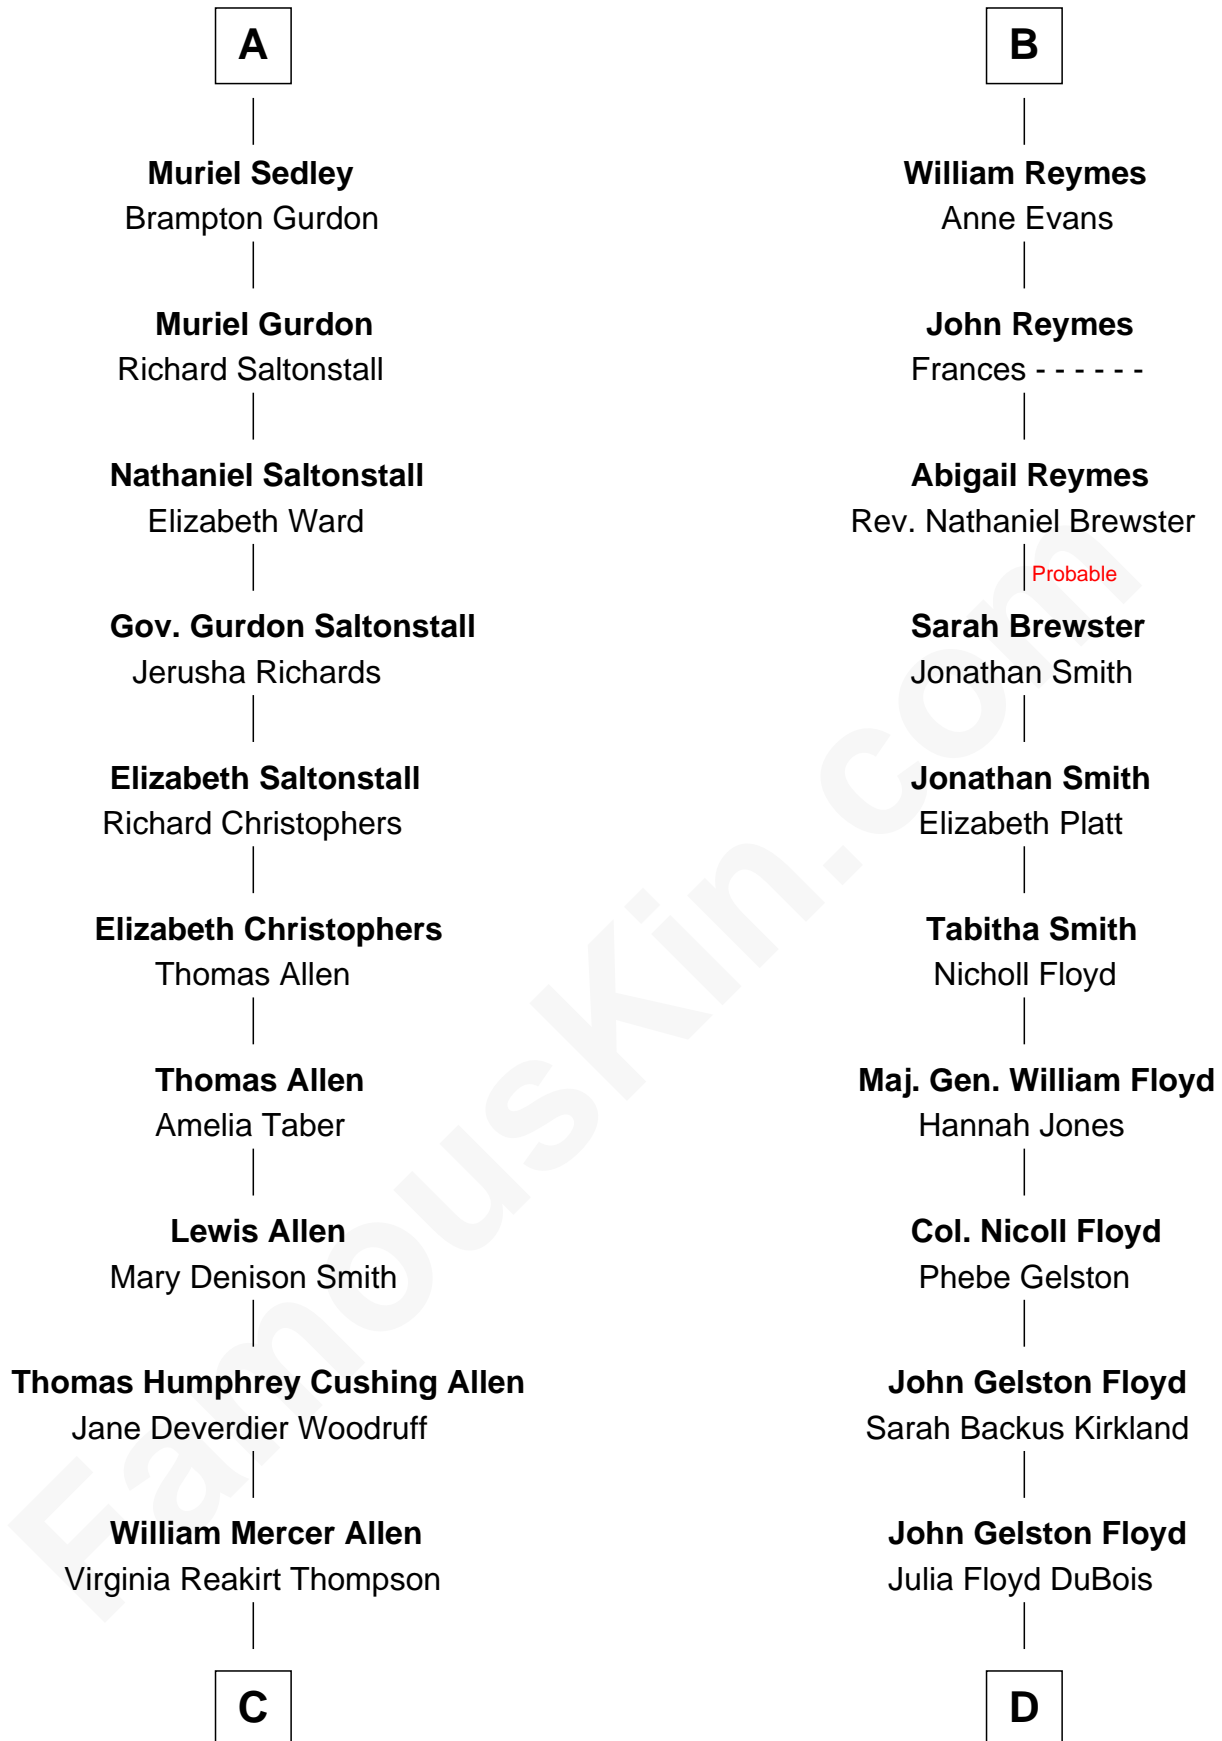 A
Muriel Sedley
Brampton Gurdon
Muriel Gurdon
Richard Saltonstall
Nathaniel Saltonstall
Elizabeth Ward
Gov. Gurdon Saltonstall
Jerusha Richards
Elizabeth Saltonstall
Richard Christophers
Elizabeth Christophers
Thomas Allen
Thomas Allen
Amelia Taber
Lewis Allen
Mary Denison Smith
Thomas Humphrey Cushing Allen
Jane Deverdier Woodruff
William Mercer Allen
Virginia Reakirt Thompson
C
B
William Reymes
Anne Evans
John Reymes
Frances - - - - - -
Abigail Reymes
Rev. Nathaniel Brewster
Probable
Sarah Brewster
Jonathan Smith
Jonathan Smith
Elizabeth Platt
Tabitha Smith
Nicholl Floyd
Maj. Gen. William Floyd
Hannah Jones
Col. Nicoll Floyd
Phebe Gelston
John Gelston Floyd
Sarah Backus Kirkland
John Gelston Floyd
Julia Floyd DuBois
D
FamousKin.com